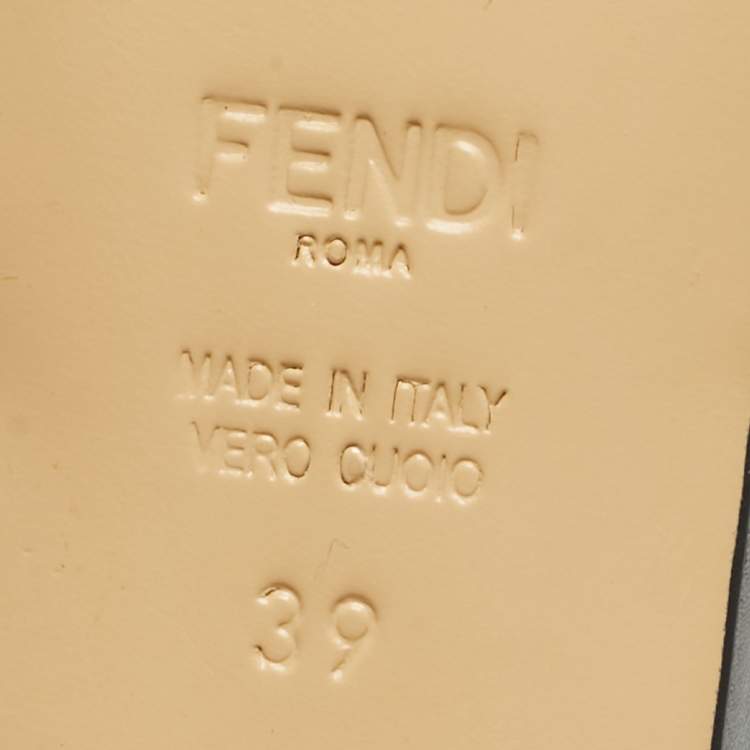 FENDI
ROMA
MADE IN ITALY
VERO CUOIO
39